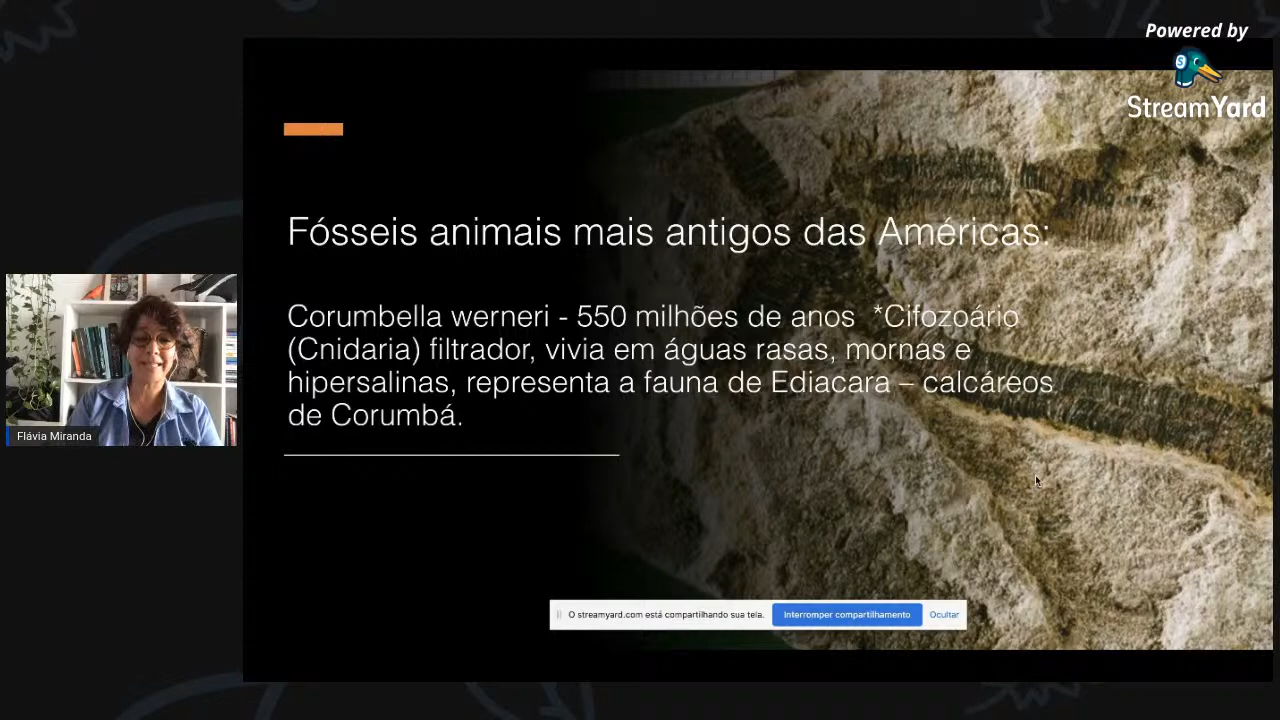 Powered by
StreamYard
Fósseis animais mais antigos das Américas:
Corumbella werneri - 550 milhões de anos *Cifozoário
(Cnidaria) filtrador, vivia em águas rasas, mornas e
hipersalinas, representa a fauna de Ediacara – calcáreos
de Corumbá.
Flávia Miranda
O streamyard.com está compartilhando sua tela.
Interromper compartilhamento
Ocultar